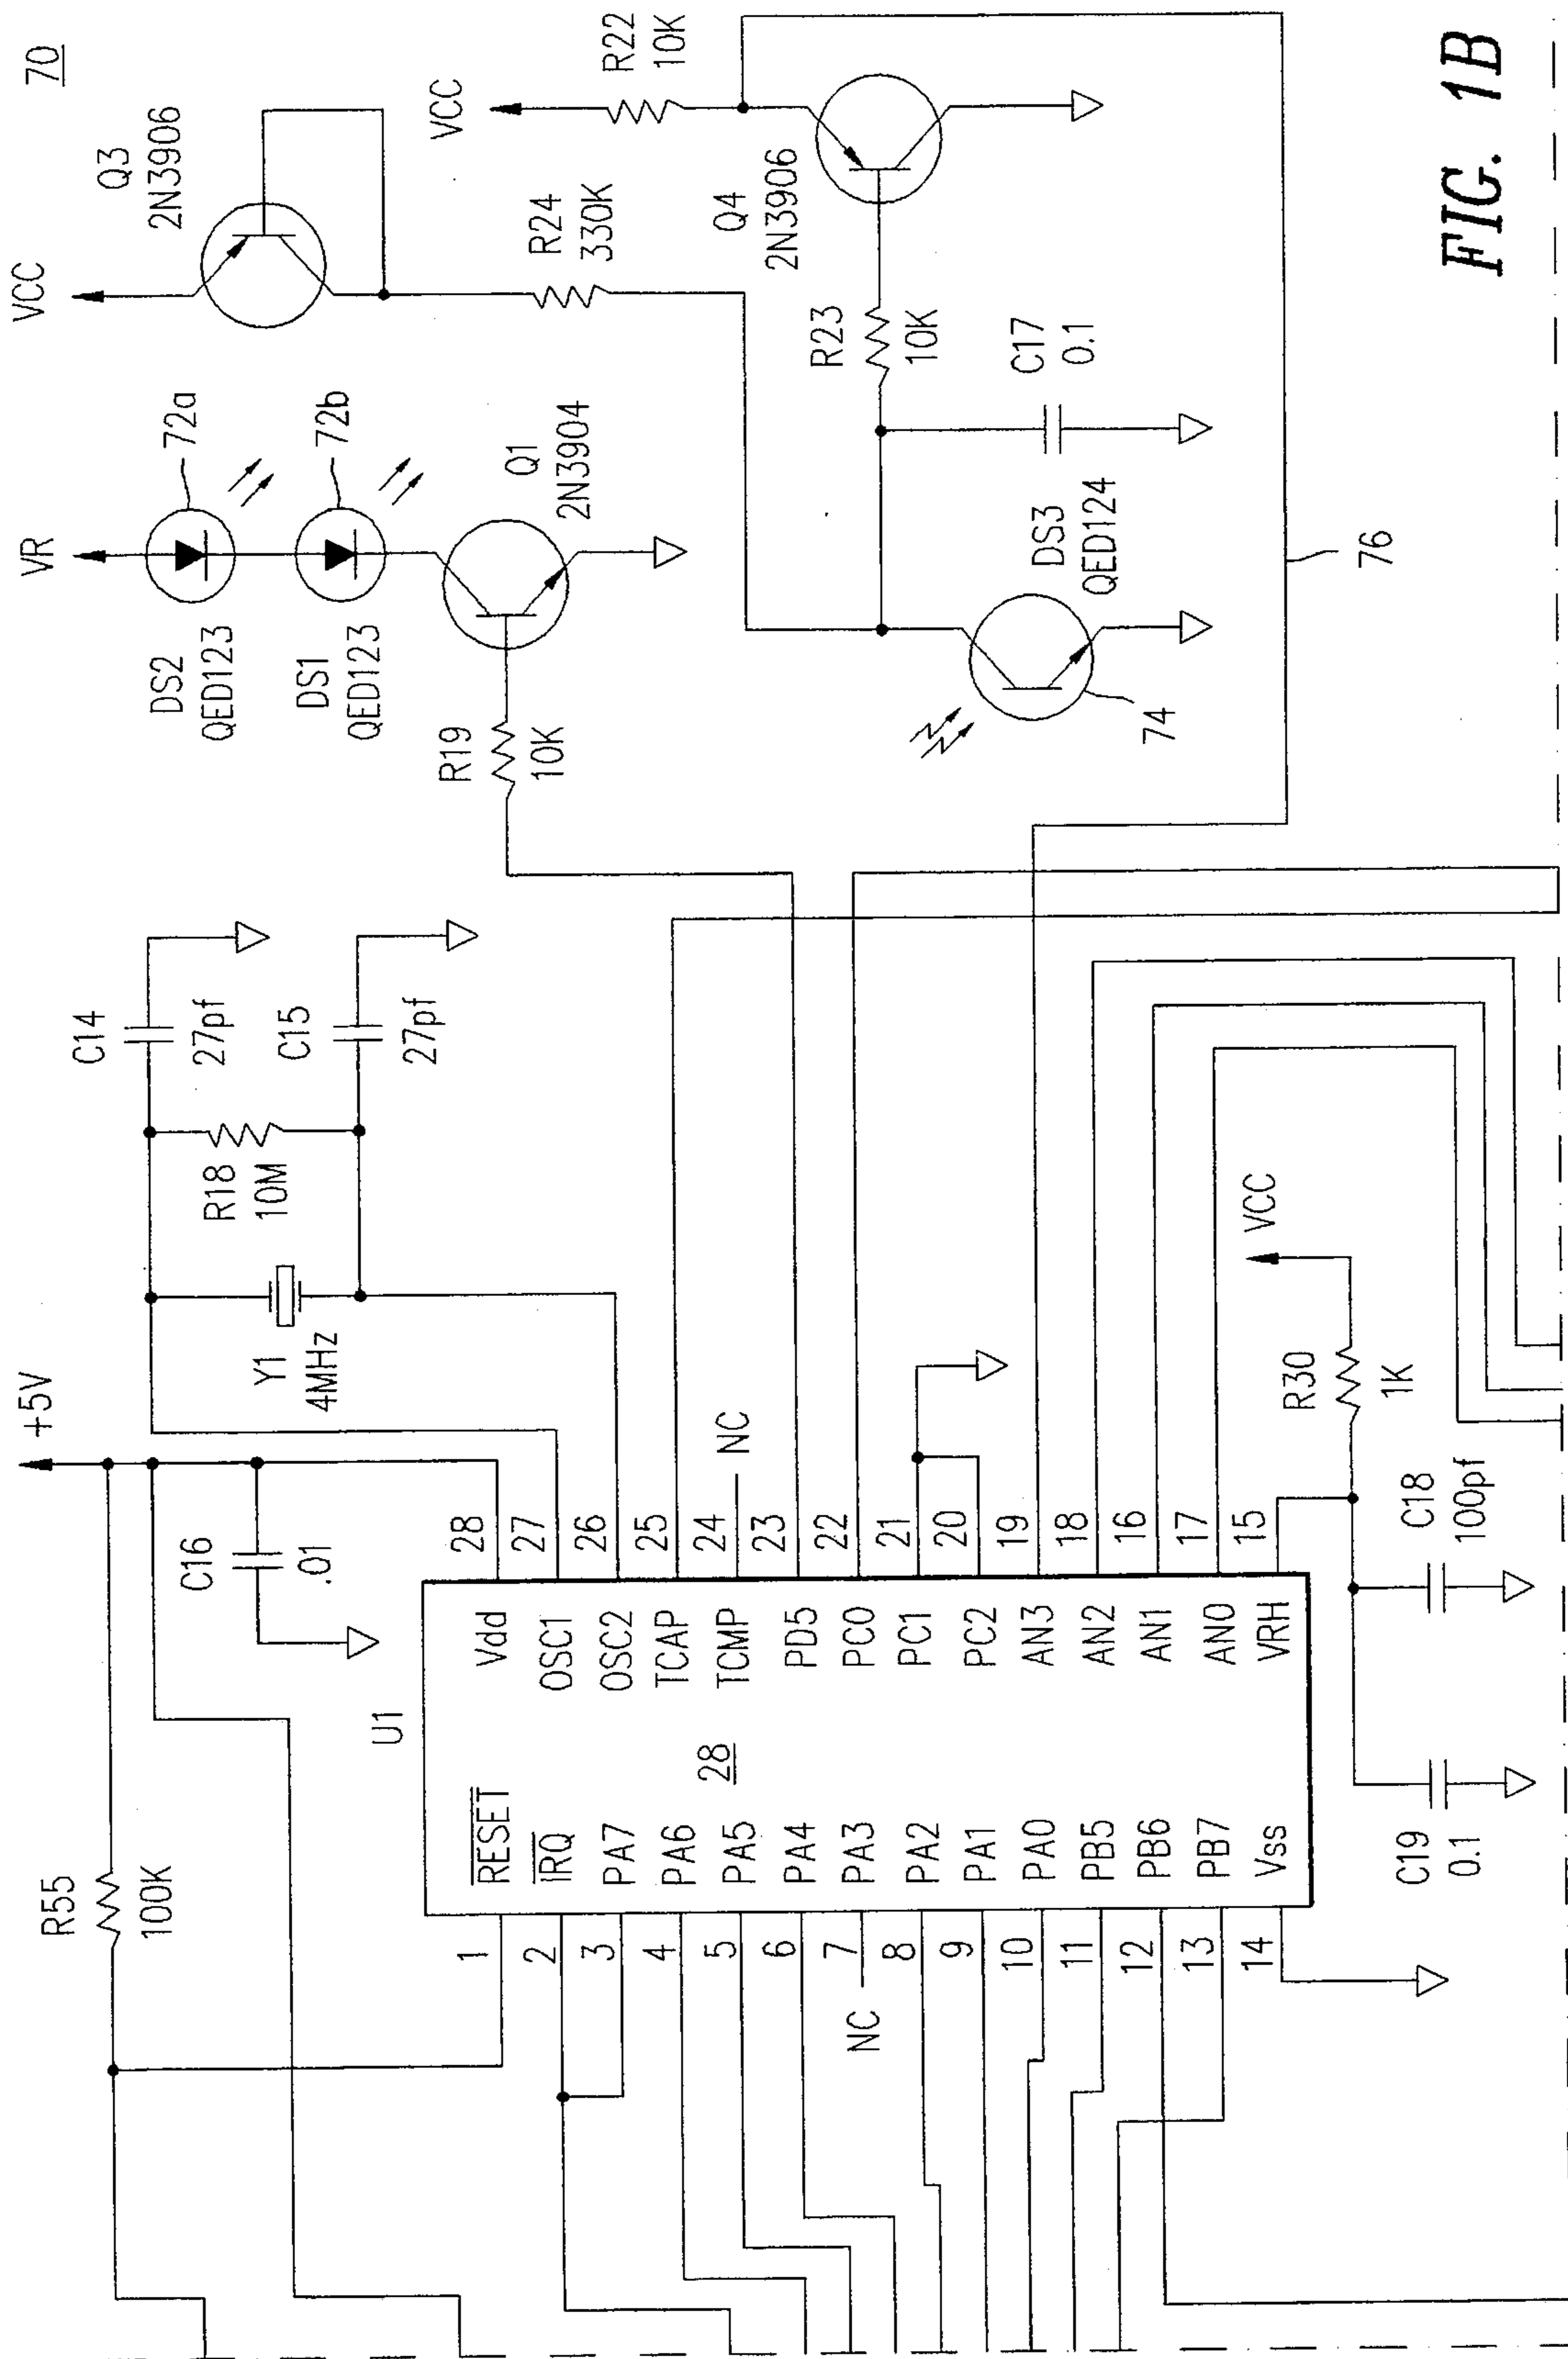 70
+5V
VCC
Q3
2N3906
VR
72a
DS2
QED123
72b
DS1
QED123
Q1
2N3904
R19
10K
VCC
R22
10K
R24
330K
Q4
2N3906
R23
10K
C17
0.1
DS3
QED124
74
76
C14
27pf
C15
27pf
R18
10M
Y1
4MHz
C16
.01
R55
100K
U1
28
RESET
IRQ
PA7
PA6
PA5
PA4
PA3
PA2
PA1
PA0
PB5
PB6
PB7
Vss
1
2
3
4
5
6
7
NC
8
9
10
11
12
13
14
Vdd
OSC1
OSC2
TCAP
TCMP
PD5
PC0
PC1
PC2
AN3
AN2
AN1
AN0
VRH
28
27
26
25
24
NC
23
22
21
20
19
18
16
17
15
VCC
R30
1K
C18
100pf
C19
0.1
FIG. 1B